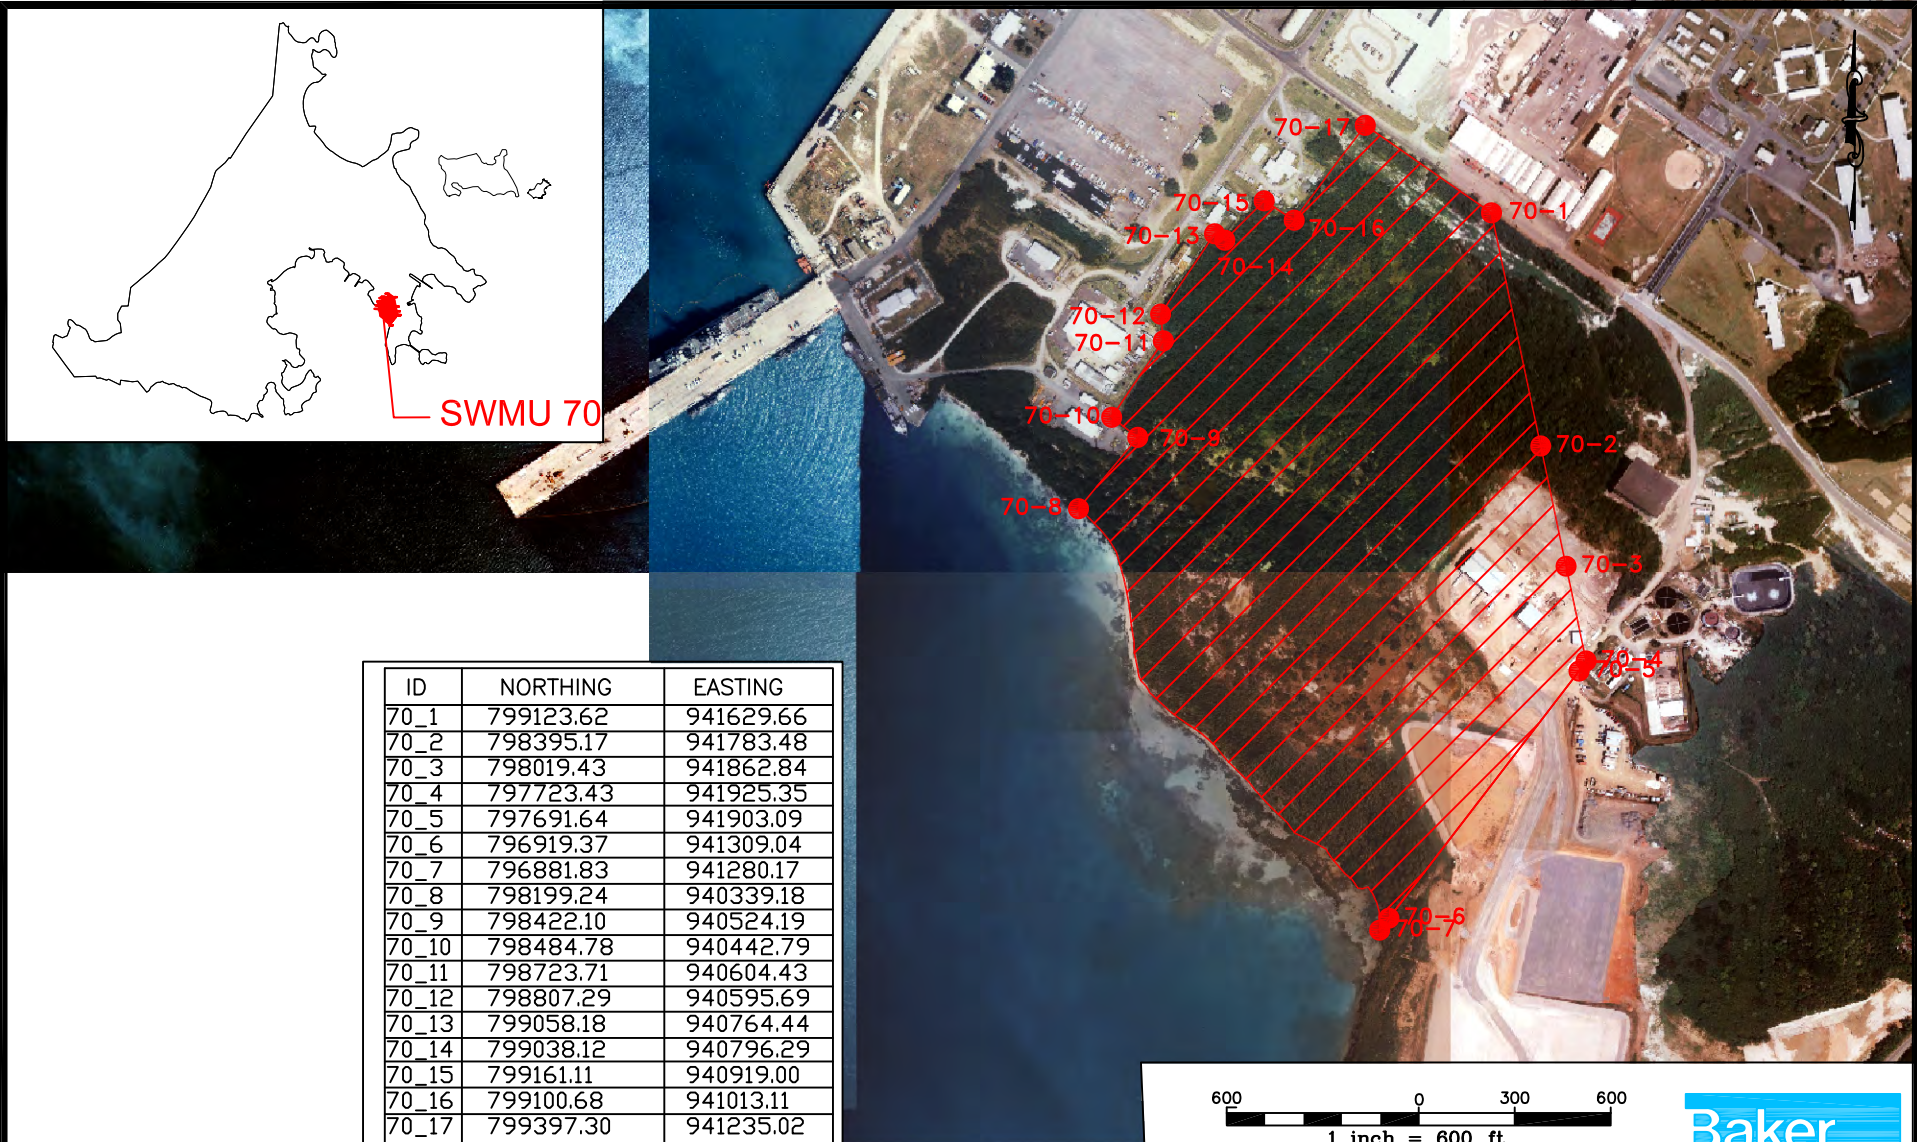 SWMU 70
70-17
70-1
70-15
70-16
70-13
70-14
70-12
70-11
70-10
70-9
70-2
70-8
70-3
70-4
70-5
70-6
70-7
ID NORTHING EASTING
70_1 799123.62 941629.66
70_2 798395.17 941783.48
70_3 798019.43 941862.84
70_4 797723.43 941925.35
70_5 797691.64 941903.09
70_6 796919.37 941309.04
70_7 796881.83 941280.17
70_8 798199.24 940339.18
70_9 798422.10 940524.19
70_10 798484.78 940442.79
70_11 798723.71 940604.43
70_12 798807.29 940595.69
70_13 799058.18 940764.44
70_14 799038.12 940796.29
70_15 799161.11 940919.00
70_16 799100.68 941013.11
70_17 799397.30 941235.02
600 0 300 600
1 inch = 600 ft.
Baker